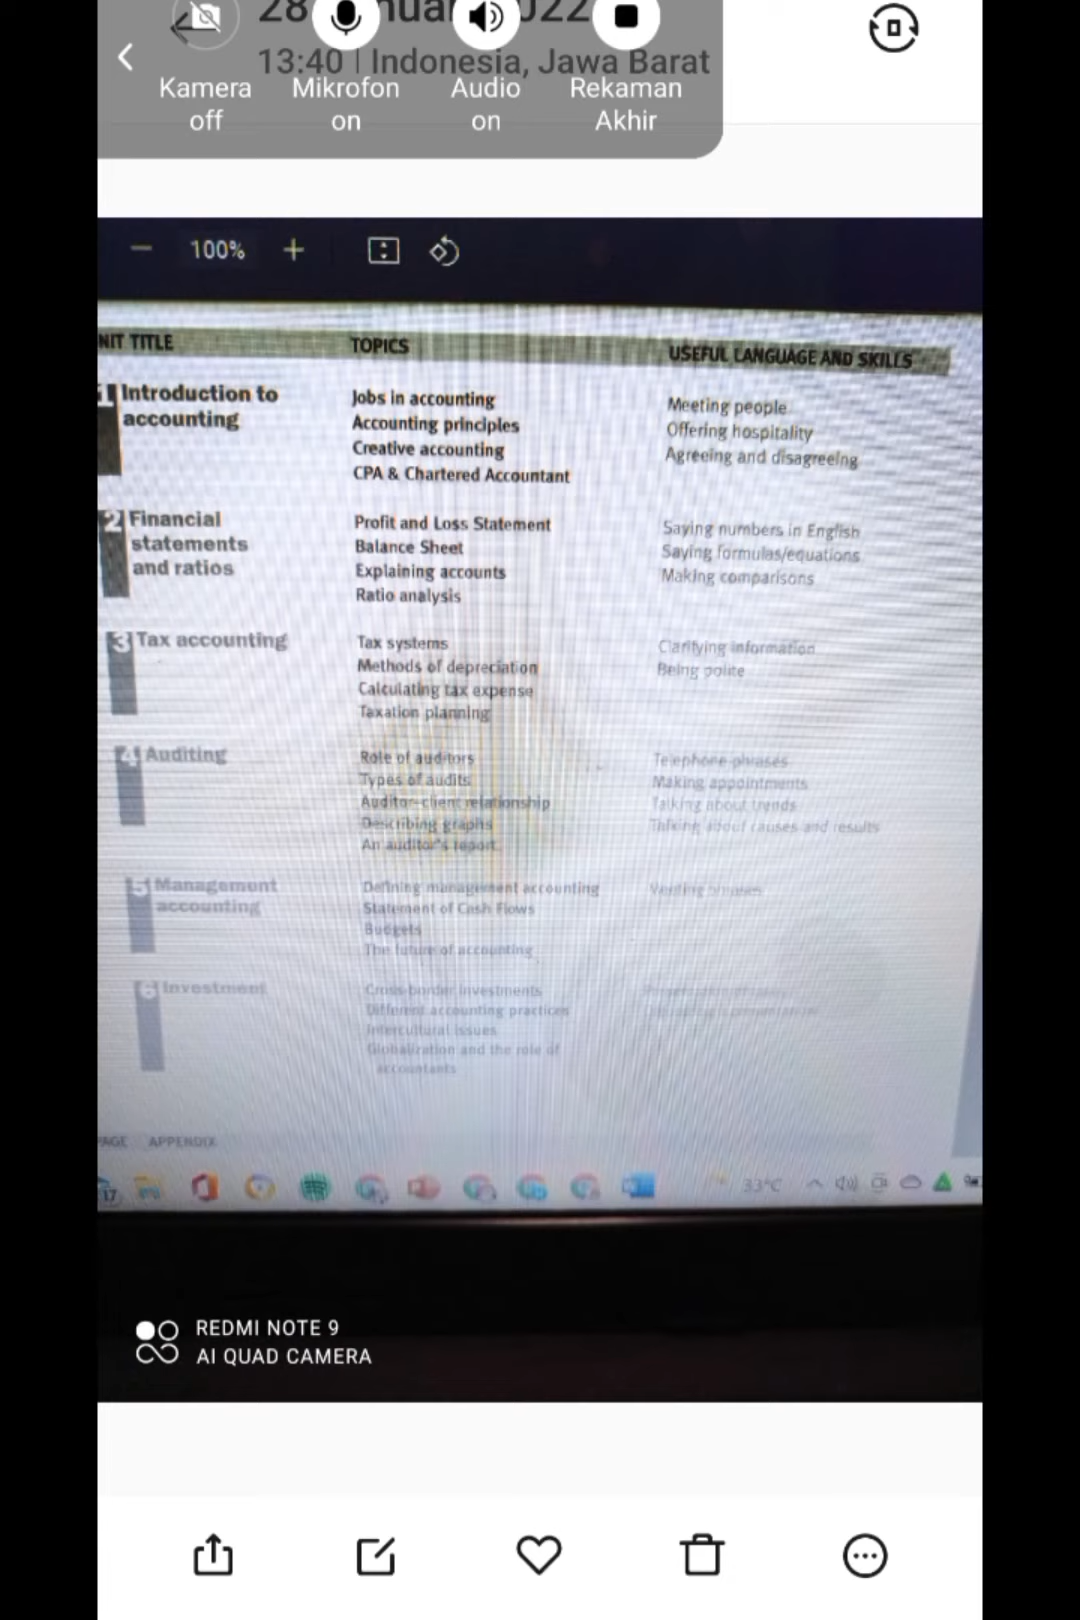 13:40 | Indonesia, Jawa Barat
Kamera off
Mikrofon on
Audio on
Rekaman Akhir
100%
NIT TITLE
TOPICS
USEFUL LANGUAGE AND SKILLS
1 Introduction to
accounting
Jobs in accounting
Accounting principles
Creative accounting
CPA & Chartered Accountant
Meeting people
Offering hospitality
Agreeing and disagreeing
2 Financial
statements
and ratios
Profit and Loss Statement
Balance Sheet
Explaining accounts
Ratio analysis
Saying numbers in English
Saying formulas/equations
Making comparisons
3 Tax accounting
Tax systems
Methods of depreciation
Calculating tax expense
Taxation planning
Clarifying information
Being polite
4 Auditing
Role of auditors
Types of audits
Auditor–client relationship
Describing graphs
An auditor's report
Telephone phrases
Making appointments
Talking about trends
Talking about causes and results
5 Management
accounting
Defining management accounting
Statement of Cash Flows
Budgets
The future of accounting
6 Investment
Cross-border investments
Different accounting practices
Intercultural issues
Globalization and the role of
accountants
PAGE APPENDIX
17
33°C
REDMI NOTE 9
AI QUAD CAMERA